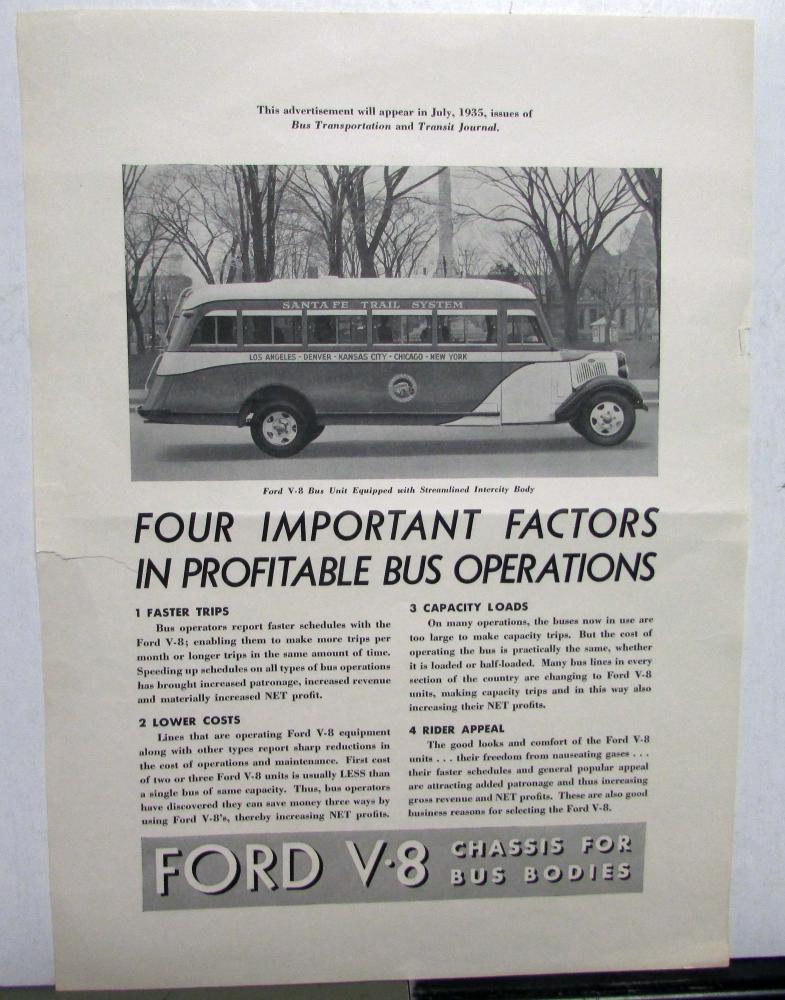 This advertisement will appear in July, 1935, issues of
Bus Transportation and Transit Journal.
SANTA FE TRAIL SYSTEM
LOS ANGELES - DENVER - KANSAS CITY - CHICAGO - NEW YORK
Ford V-8 Bus Unit Equipped with Streamlined Intercity Body
FOUR IMPORTANT FACTORS
IN PROFITABLE BUS OPERATIONS
1 FASTER TRIPS
Bus operators report faster schedules with the
Ford V-8; enabling them to make more trips per
month or longer trips in the same amount of time.
Speeding up schedules on all types of bus operations
has brought increased patronage, increased revenue
and materially increased NET profit.
2 LOWER COSTS
Lines that are operating Ford V-8 equipment
along with other types report sharp reductions in
the cost of operations and maintenance. First cost
of two or three Ford V-8 units is usually LESS than
a single bus of same capacity. Thus, bus operators
have discovered they can save money three ways by
using Ford V-8's, thereby increasing NET profits.
3 CAPACITY LOADS
On many operations, the buses now in use are
too large to make capacity trips. But the cost of
operating the bus is practically the same, whether
it is loaded or half-loaded. Many bus lines in every
section of the country are changing to Ford V-8
units, making capacity trips and in this way also
increasing their NET profits.
4 RIDER APPEAL
The good looks and comfort of the Ford V-8
units . . . their freedom from nauseating gases . . .
their faster schedules and general popular appeal
are attracting added patronage and thus increasing
gross revenue and NET profits. These are also good
business reasons for selecting the Ford V-8.
FORD V·8 CHASSIS FOR
BUS BODIES